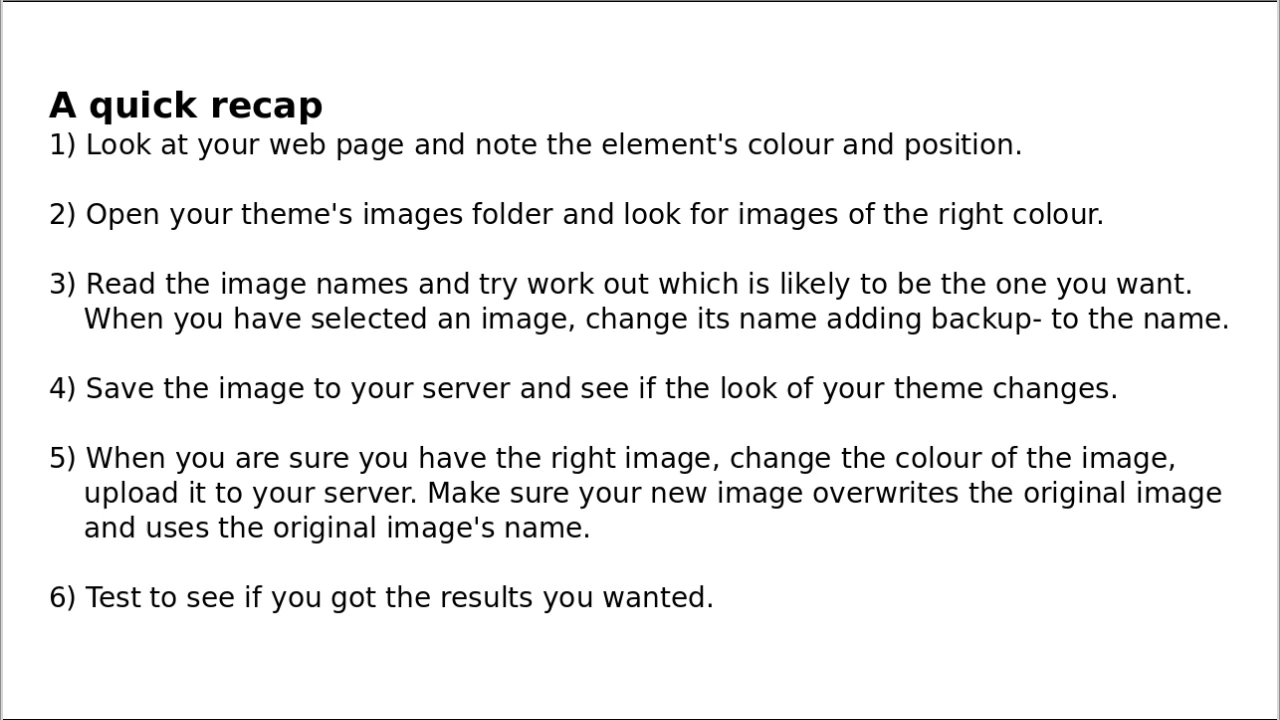 A quick recap
1) Look at your web page and note the element's colour and position.
2) Open your theme's images folder and look for images of the right colour.
3) Read the image names and try work out which is likely to be the one you want.
When you have selected an image, change its name adding backup- to the name.
4) Save the image to your server and see if the look of your theme changes.
5) When you are sure you have the right image, change the colour of the image,
upload it to your server. Make sure your new image overwrites the original image
and uses the original image's name.
6) Test to see if you got the results you wanted.